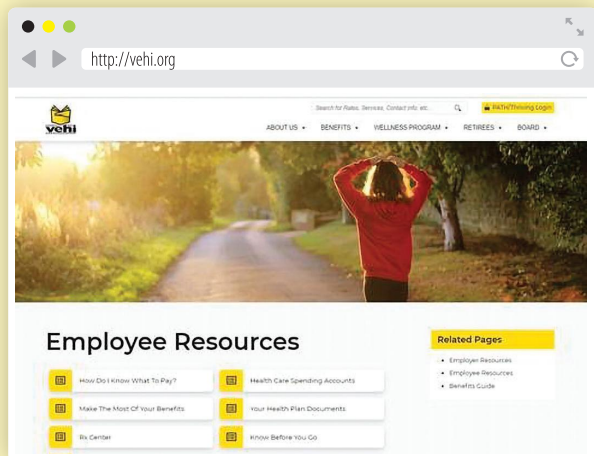 http://vehi.org
Search for Rates, Services, Contact info, etc.
PATH/Thriving Login
vehi
ABOUT US BENEFITS WELLNESS PROGRAM RETIREES BOARD
Employee Resources
Related Pages
Employer Resources
Employee Resources
Benefits Guide
How Do I Know What To Pay?
Health Care Spending Accounts
Make The Most Of Your Benefits
Your Health Plan Documents
Rx Center
Know Before You Go